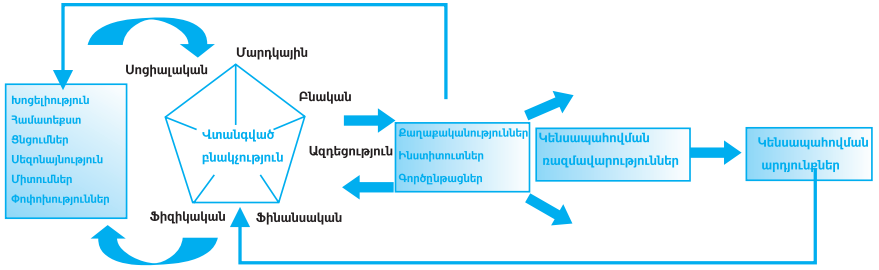 Խոցելիություն
Համատեքստ
Ցնցումներ
Սեզոնայնություն
Միտումներ
Փոփոխություններ
Սոցիալական
Մարդկային
Բնական
Վտանգված
բնակչություն
Ֆիզիկական
Ֆինանսական
Ազդեցություն
Քաղաքականություններ
Ինստիտուտներ
Գործընթացներ
Կենսապահովման
ռազմավարություններ
Կենսապահովման
արդյունքներ